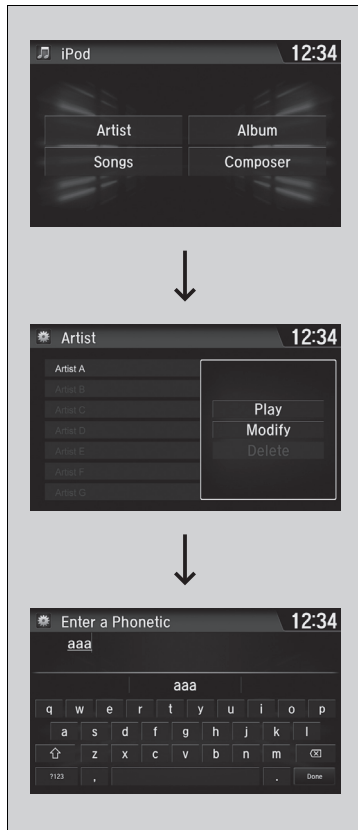 iPod 12:34
Artist Album
Songs Composer
Artist 12:34
Artist A
Artist B
Artist C
Artist D
Artist E
Artist F
Artist G
Play
Modify
Delete
Enter a Phonetic 12:34
aaa
aaa
q w e r t y u i o p
a s d f g h j k l
z x c v b n m
?123 , . Done